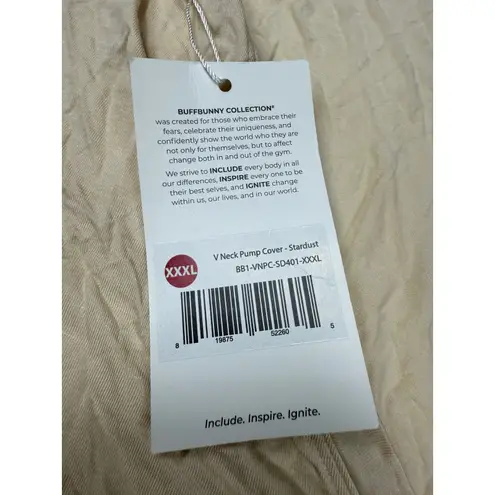 BUFFBUNNY COLLECTION®
was created for those who embrace their
fears, celebrate their uniqueness, and
confidently show the world who they are
not only for themselves, but to affect
change both in and out of the gym.
We strive to INCLUDE every body in all
our differences, INSPIRE every one to be
their best selves, and IGNITE change
within us, our lives, and in our world.
XXXL
V Neck Pump Cover - Stardust
BB1-VNPC-SD401-XXXL
8 19875 52260 5
Include. Inspire. Ignite.